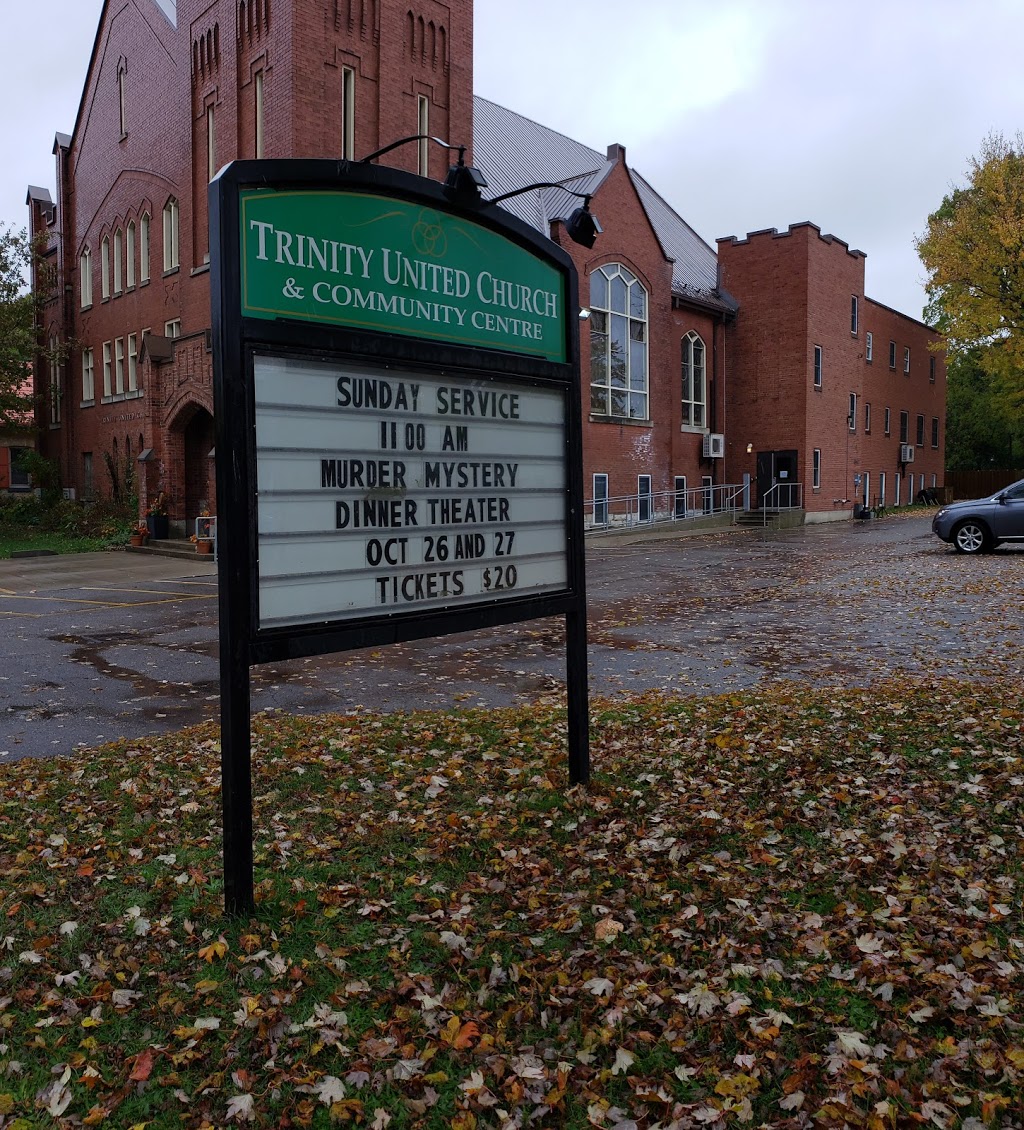 TRINITY UNITED CHURCH
& COMMUNITY CENTRE
SUNDAY SERVICE
11 00 AM
MURDER MYSTERY
DINNER THEATER
OCT 26 AND 27
TICKETS $20